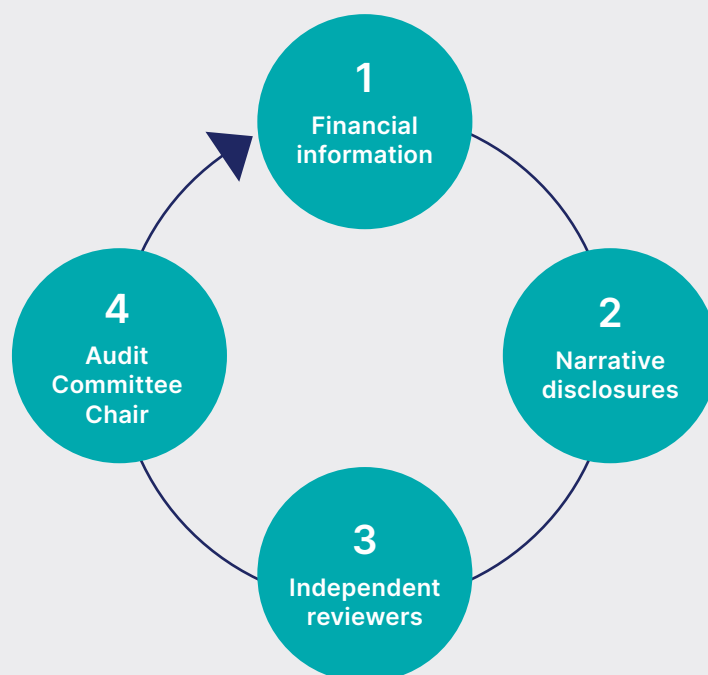 1
Financial
information
2
Narrative
disclosures
3
Independent
reviewers
4
Audit
Committee
Chair